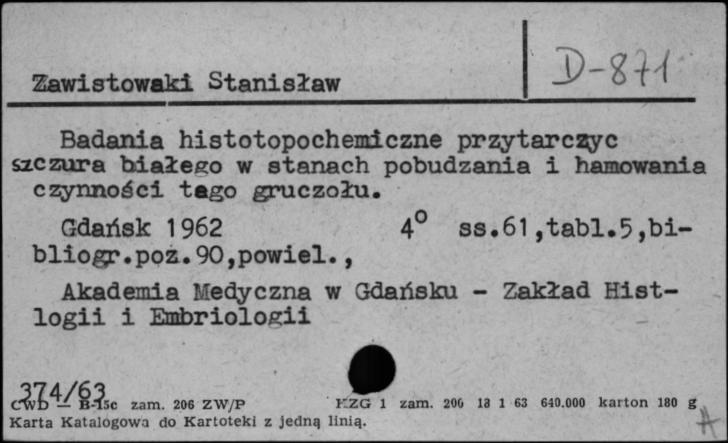 D-871
Zawistowski Stanisław
Badania histotopochemiczne przytarczyc
szczura białego w stanach pobudzania i hamowania
czynności tego gruczołu.
Gdańsk 1962 4° ss.61,tabl.5,bi-
bliogr.poz.90,powiel.,
Akademia Medyczna w Gdańsku - Zakład Hist-
logii i Embriologii
374/63
CWD — B-15c zam. 206 ZW/P KZG 1 zam. 206 18 1 63 640.000 karton 180 g
Karta Katalogowa do Kartoteki z jedną linią.
A